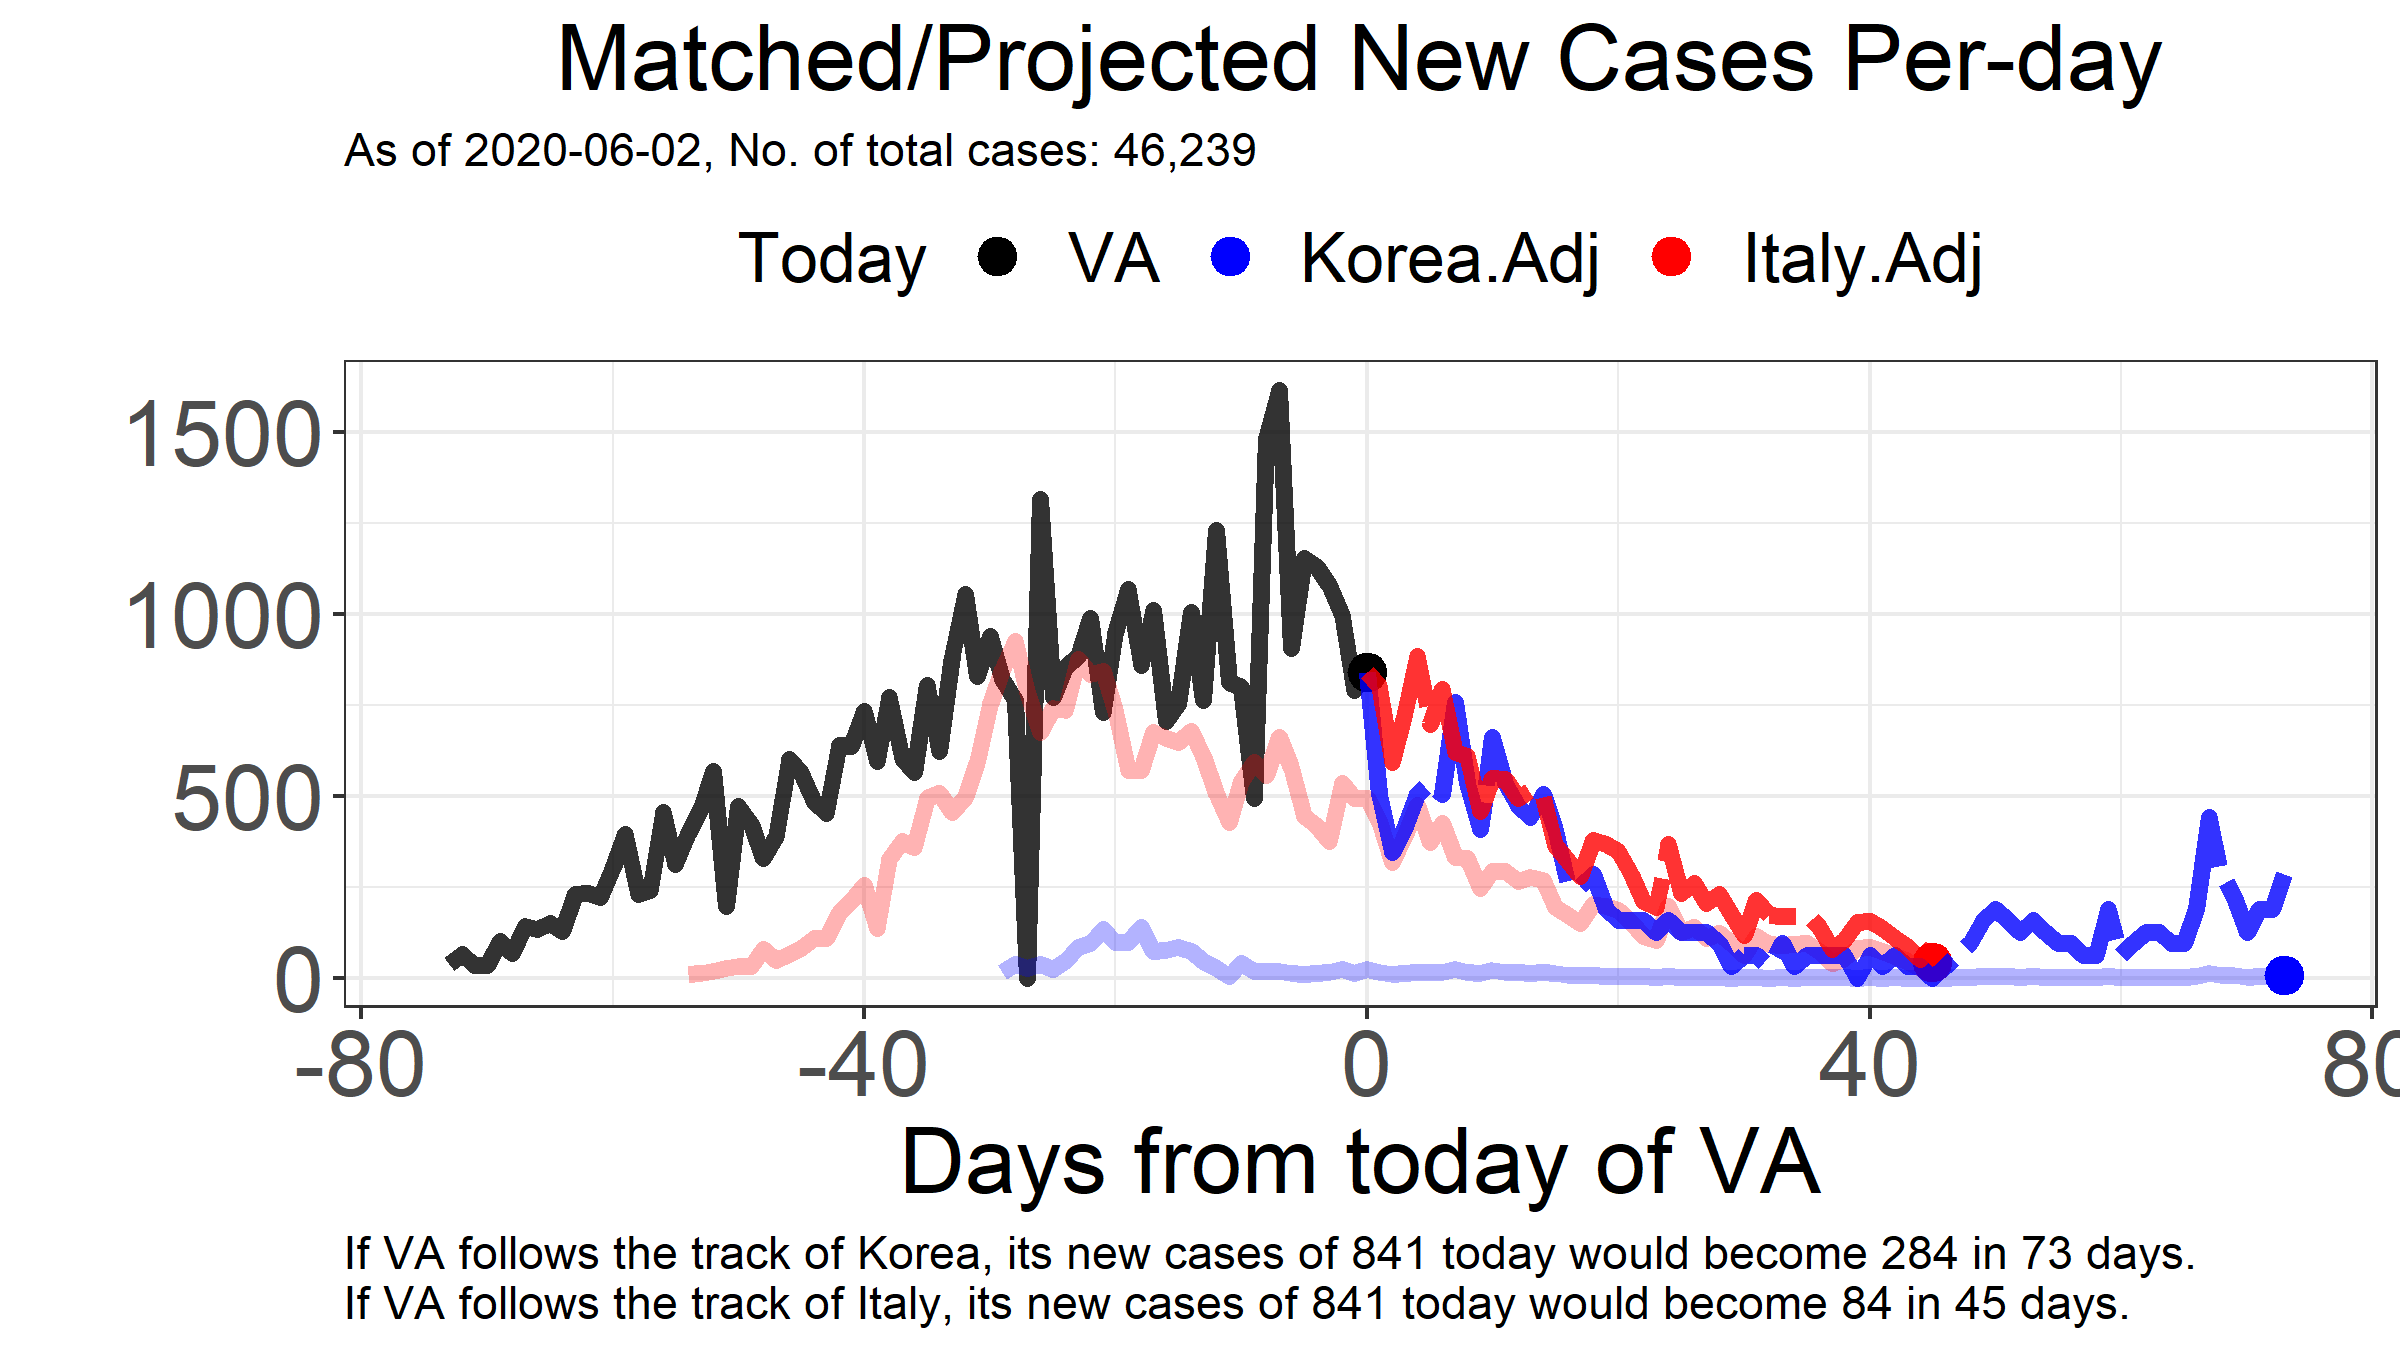 Matched/Projected New Cases Per-day
As of 2020-06-02, No. of total cases: 46,239
Today VA Korea.Adj Italy.Adj
1500
1000
500
0
-80 -40 0 40 80
Days from today of VA
If VA follows the track of Korea, its new cases of 841 today would become 284 in 73 days.
If VA follows the track of Italy, its new cases of 841 today would become 84 in 45 days.